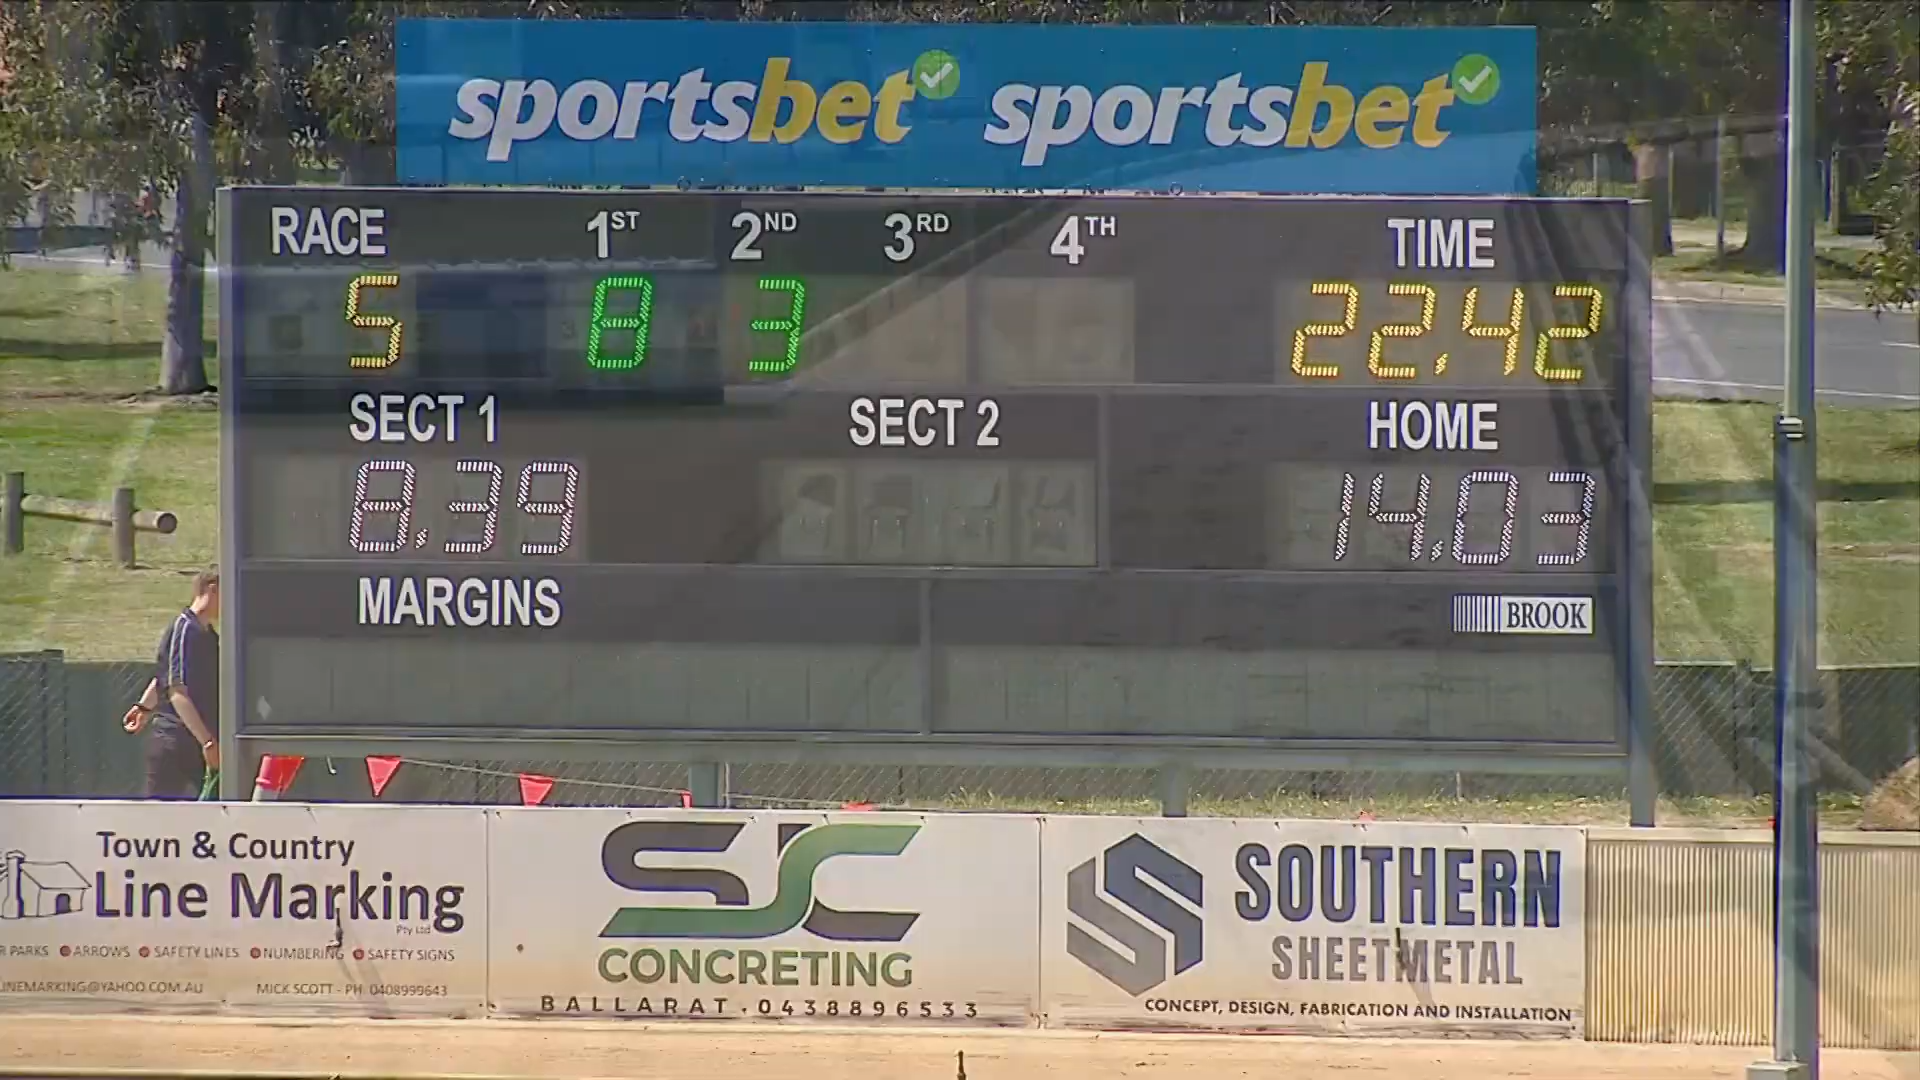 sportsbet sportsbet
RACE 1ST 2ND 3RD 4TH TIME
5 8 3 22.42
SECT 1 SECT 2 HOME
8.39 14.03
MARGINS
BROOK
Town & Country
Line Marking
Pty Ltd
R PARKS ARROWS SAFETY LINES NUMBERING SAFETY SIGNS
LINEMARKING@YAHOO.COM.AU MICK SCOTT - PH 0408999643
SC
CONCRETING
BALLARAT . 0438896533
SOUTHERN
SHEETMETAL
CONCEPT, DESIGN, FABRICATION AND INSTALLATION